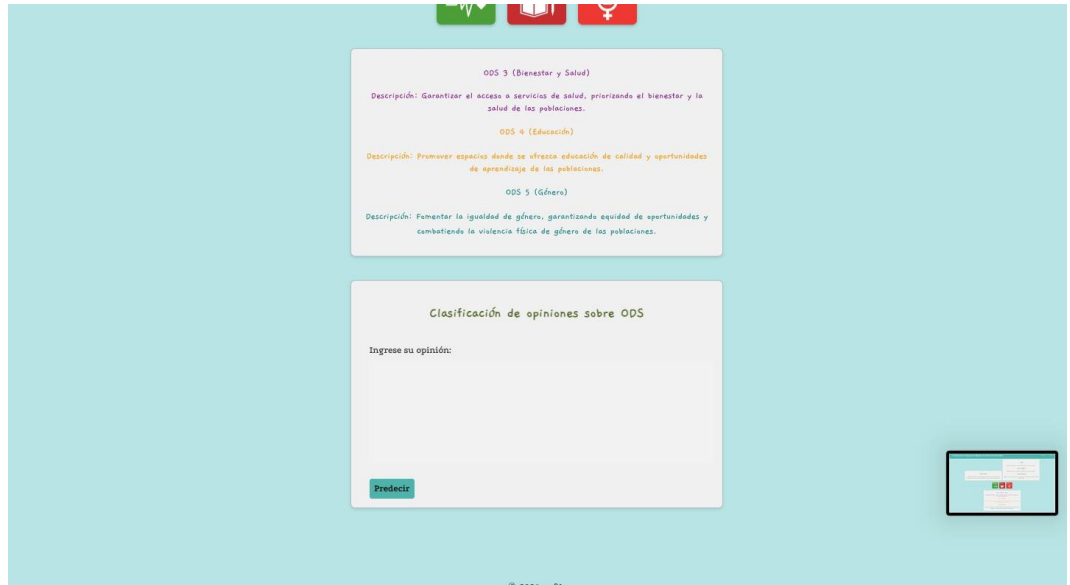 ODS 3 (Bienestar y Salud)
Descripción: Garantizar el acceso a servicios de salud, priorizando el bienestar y la
salud de las poblaciones.
ODS 4 (Educación)
Descripción: Promover espacios donde se ofrezca educación de calidad y oportunidades
de aprendizaje de las poblaciones.
ODS 5 (Género)
Descripción: Fomentar la igualdad de género, garantizando equidad de oportunidades y
combatiendo la violencia física de género de las poblaciones.
Clasificación de opiniones sobre ODS
Ingrese su opinión:
Predecir